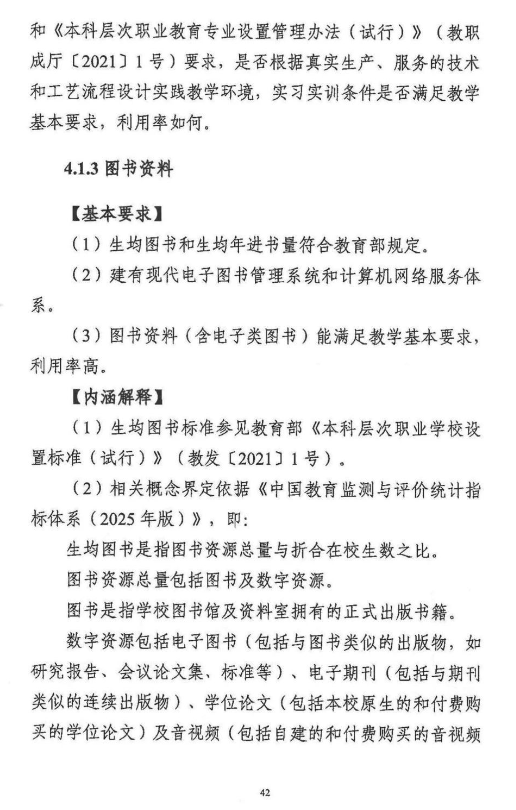 和《本科层次职业教育专业设置管理办法（试行）》（教职
成厅〔2021〕1号）要求，是否根据真实生产、服务的技术
和工艺流程设计实践教学环境，实习实训条件是否满足教学
基本要求，利用率如何。
4.1.3 图书资料
【基本要求】
（1）生均图书和生均年进书量符合教育部规定。
（2）建有现代电子图书管理系统和计算机网络服务体
系。
（3）图书资料（含电子类图书）能满足教学基本要求，
利用率高。
【内涵解释】
（1）生均图书标准参见教育部《本科层次职业学校设
置标准（试行）》（教发〔2021〕1号）。
（2）相关概念界定依据《中国教育监测与评价统计指
标体系（2025年版）》，即：
生均图书是指图书资源总量与折合在校生数之比。
图书资源总量包括图书及数字资源。
图书是指学校图书馆及资料室拥有的正式出版书籍。
数字资源包括电子图书（包括与图书类似的出版物，如
研究报告、会议论文集、标准等）、电子期刊（包括与期刊
类似的连续出版物）、学位论文（包括本校原生的和付费购
买的学位论文）及音视频（包括自建的和付费购买的音视频
42